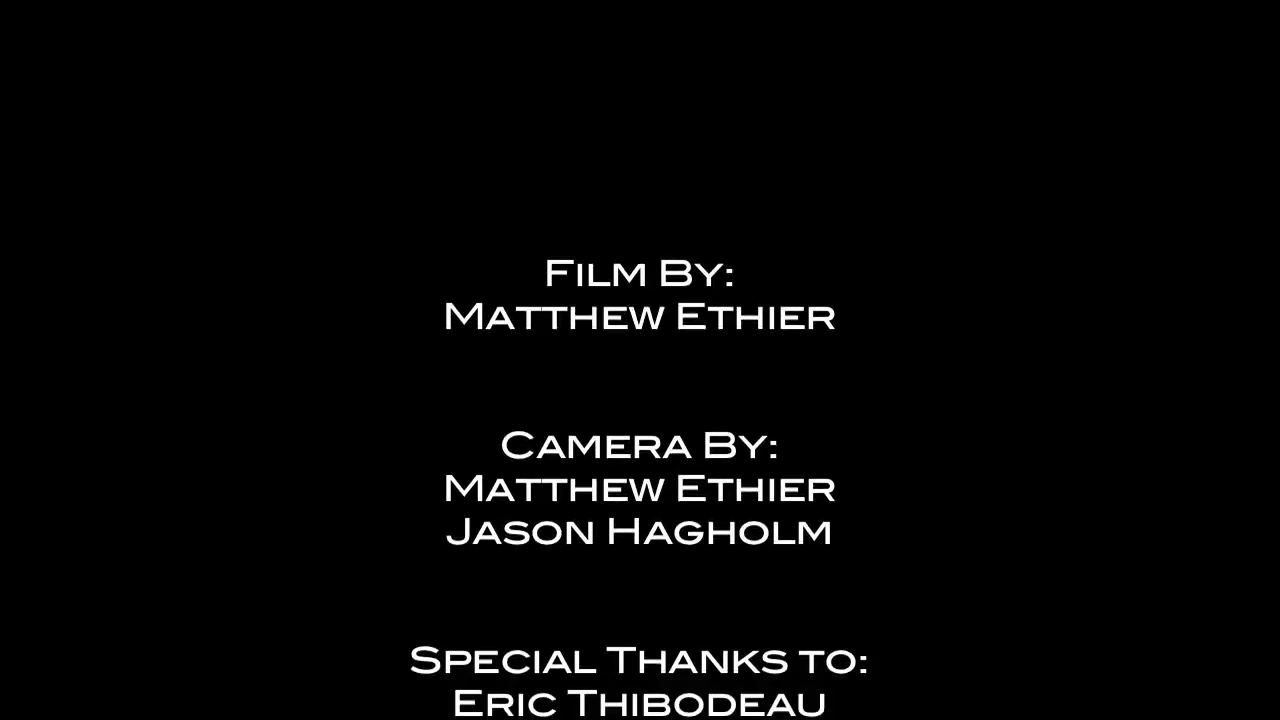 Film By:
Matthew Ethier
Camera By:
Matthew Ethier
Jason Hagholm
Special Thanks to:
Eric Thibodeau